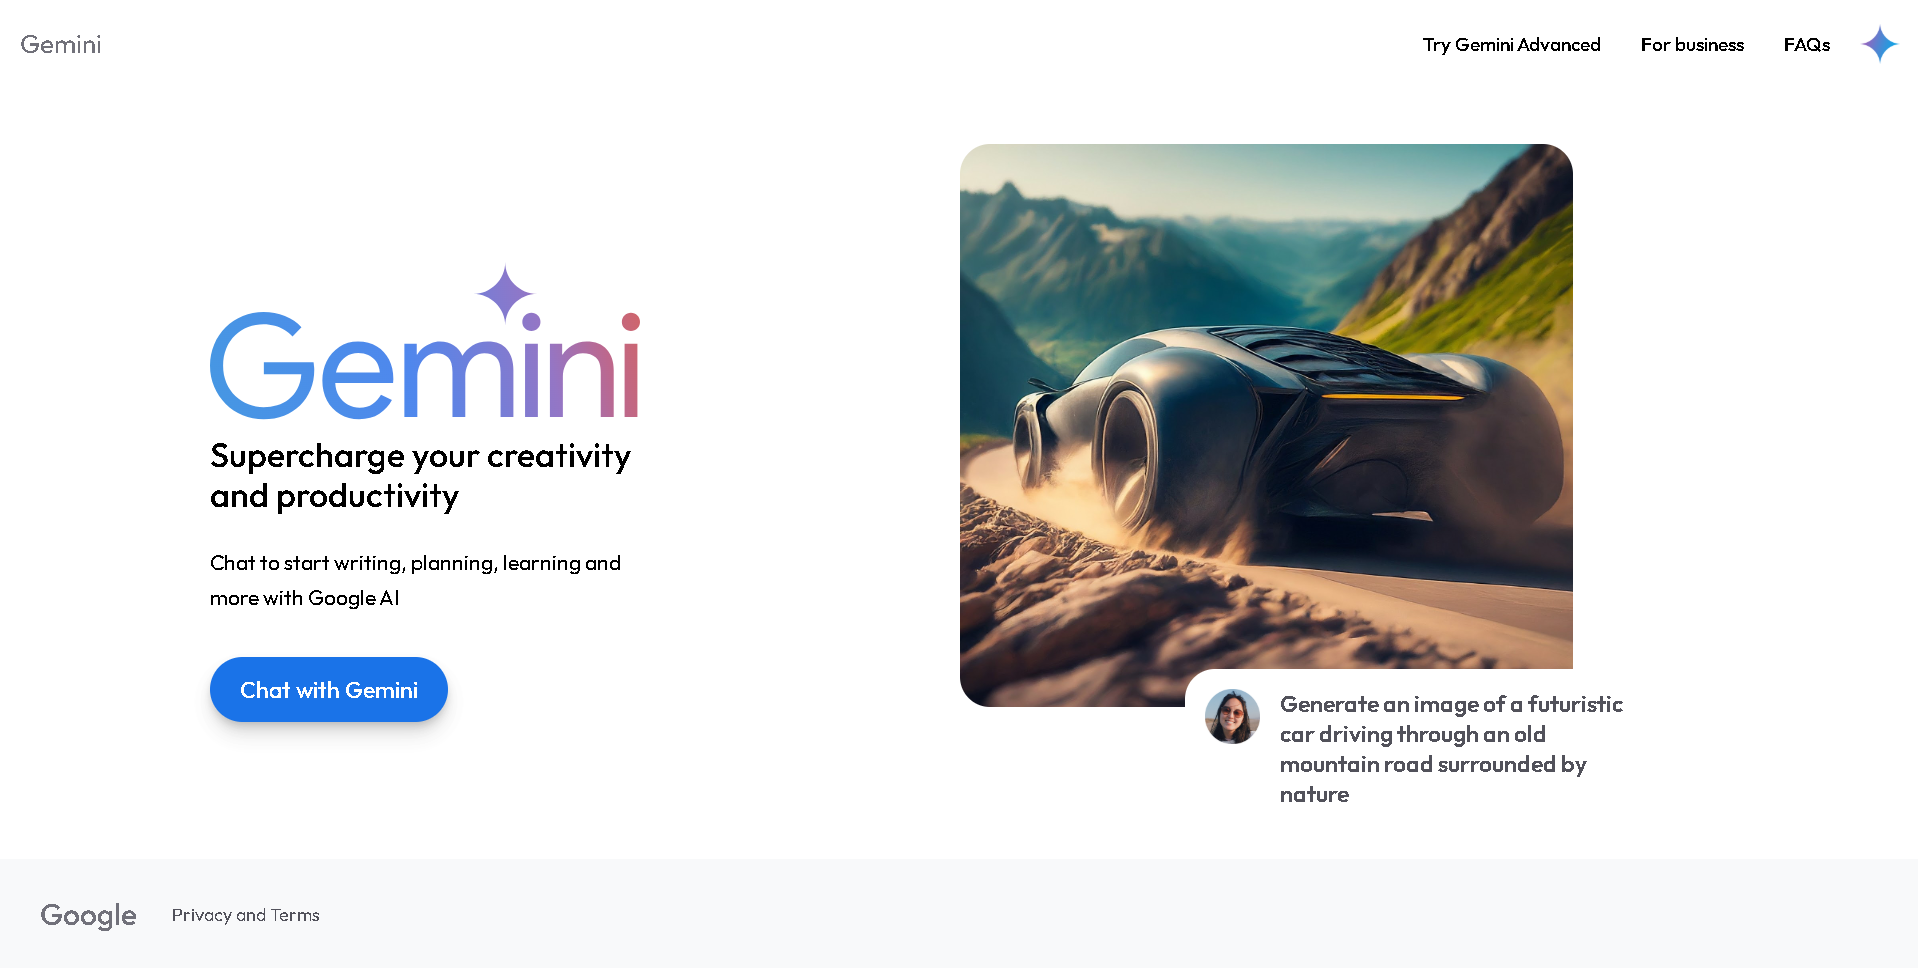 Gemini
Try Gemini Advanced
For business
FAQs
Gemini
Supercharge your creativity
and productivity
Chat to start writing, planning, learning and
more with Google AI
Chat with Gemini
Generate an image of a futuristic
car driving through an old
mountain road surrounded by
nature
Google
Privacy and Terms